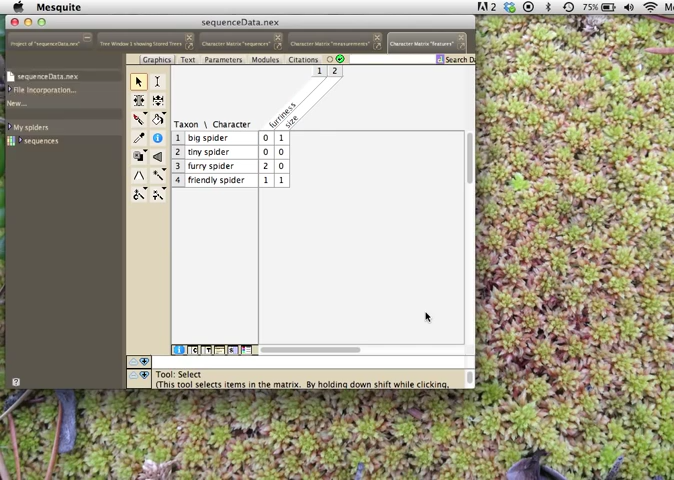 Mesquite
2
75%
sequenceData.nex
Project of "sequenceData.nex"
Tree Window 1 Viewing Stored Trees
Character Matrix "sequences"
Character Matrix "measurements"
Character Matrix "features"
Graphics Text Parameters Modules Citations Search Da
sequenceData.nex
File Incorporation...
New...
My spiders
sequences
1 2
furriness
size
Taxon \ Character
1 big spider 0 1
2 tiny spider 0 0
3 furry spider 2 0
4 friendly spider 1 1
Tool: Select
(This tool selects items in the matrix. By holding down shift while clicking,